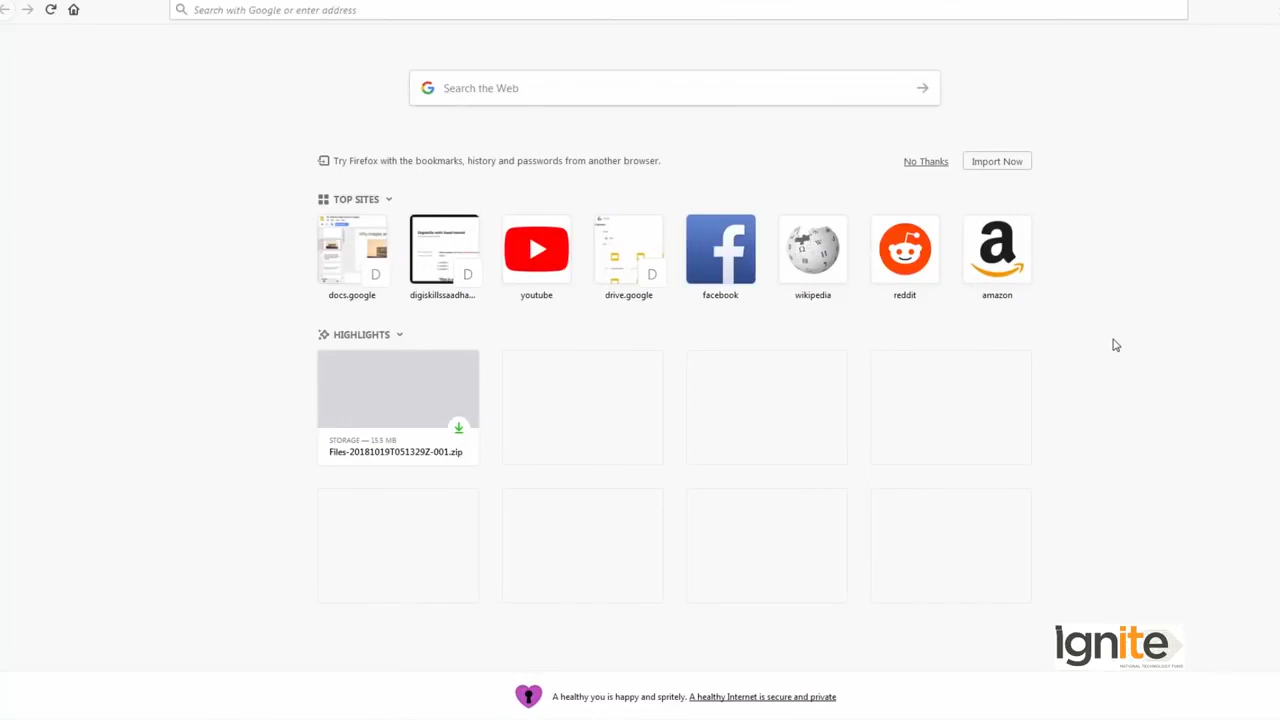 Search with Google or enter address
Search the Web
Try Firefox with the bookmarks, history and passwords from another browser.
No Thanks
Import Now
TOP SITES
D
D
D
docs.google
digiskillssaadha...
youtube
drive.google
facebook
wikipedia
reddit
amazon
HIGHLIGHTS
STORAGE — 15.5 MB
Files-20181019T051329Z-001.zip
Ignite
NATIONAL TECHNOLOGY FUND
A healthy you is happy and spritely. A healthy Internet is secure and private